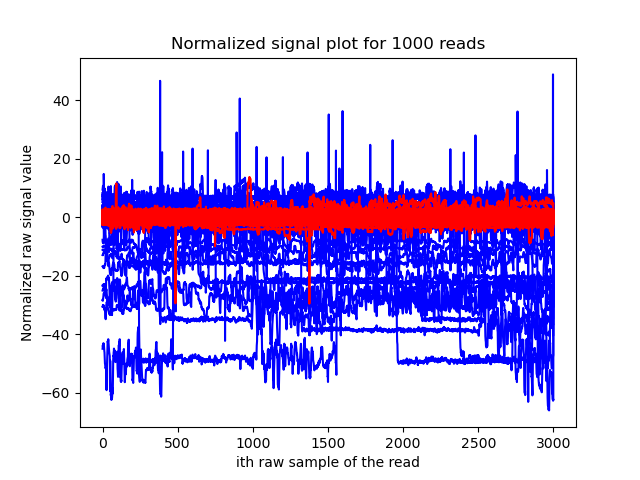 Normalized signal plot for 1000 reads
Normalized raw signal value
40
20
0
−20
−40
−60
0 500 1000 1500 2000 2500 3000
ith raw sample of the read